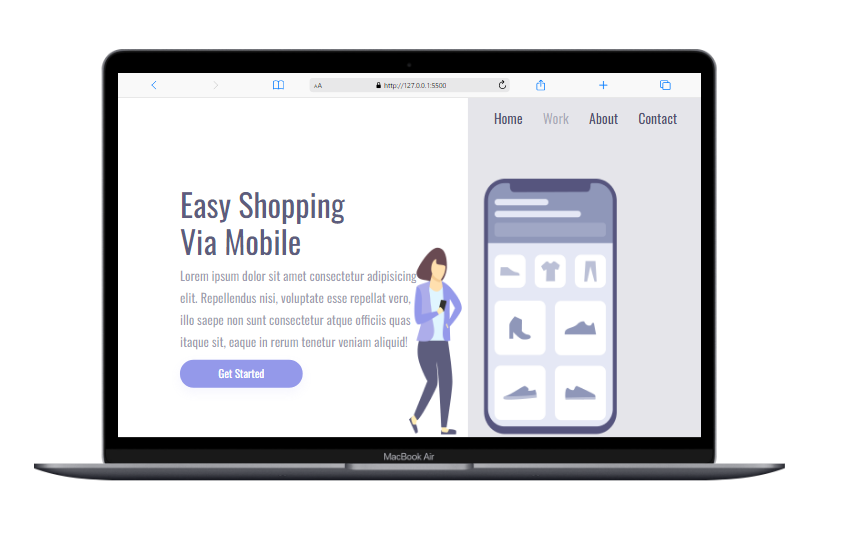 AA
http://127.0.0.1:5500
Home Work About Contact
Easy Shopping
Via Mobile
Lorem ipsum dolor sit amet consectetur adipisicing
elit. Repellendus nisi, voluptate esse repellat vero,
illo saepe non sunt consectetur atque officiis quas
itaque sit, eaque in rerum tenetur veniam aliquid!
Get Started
MacBook Air